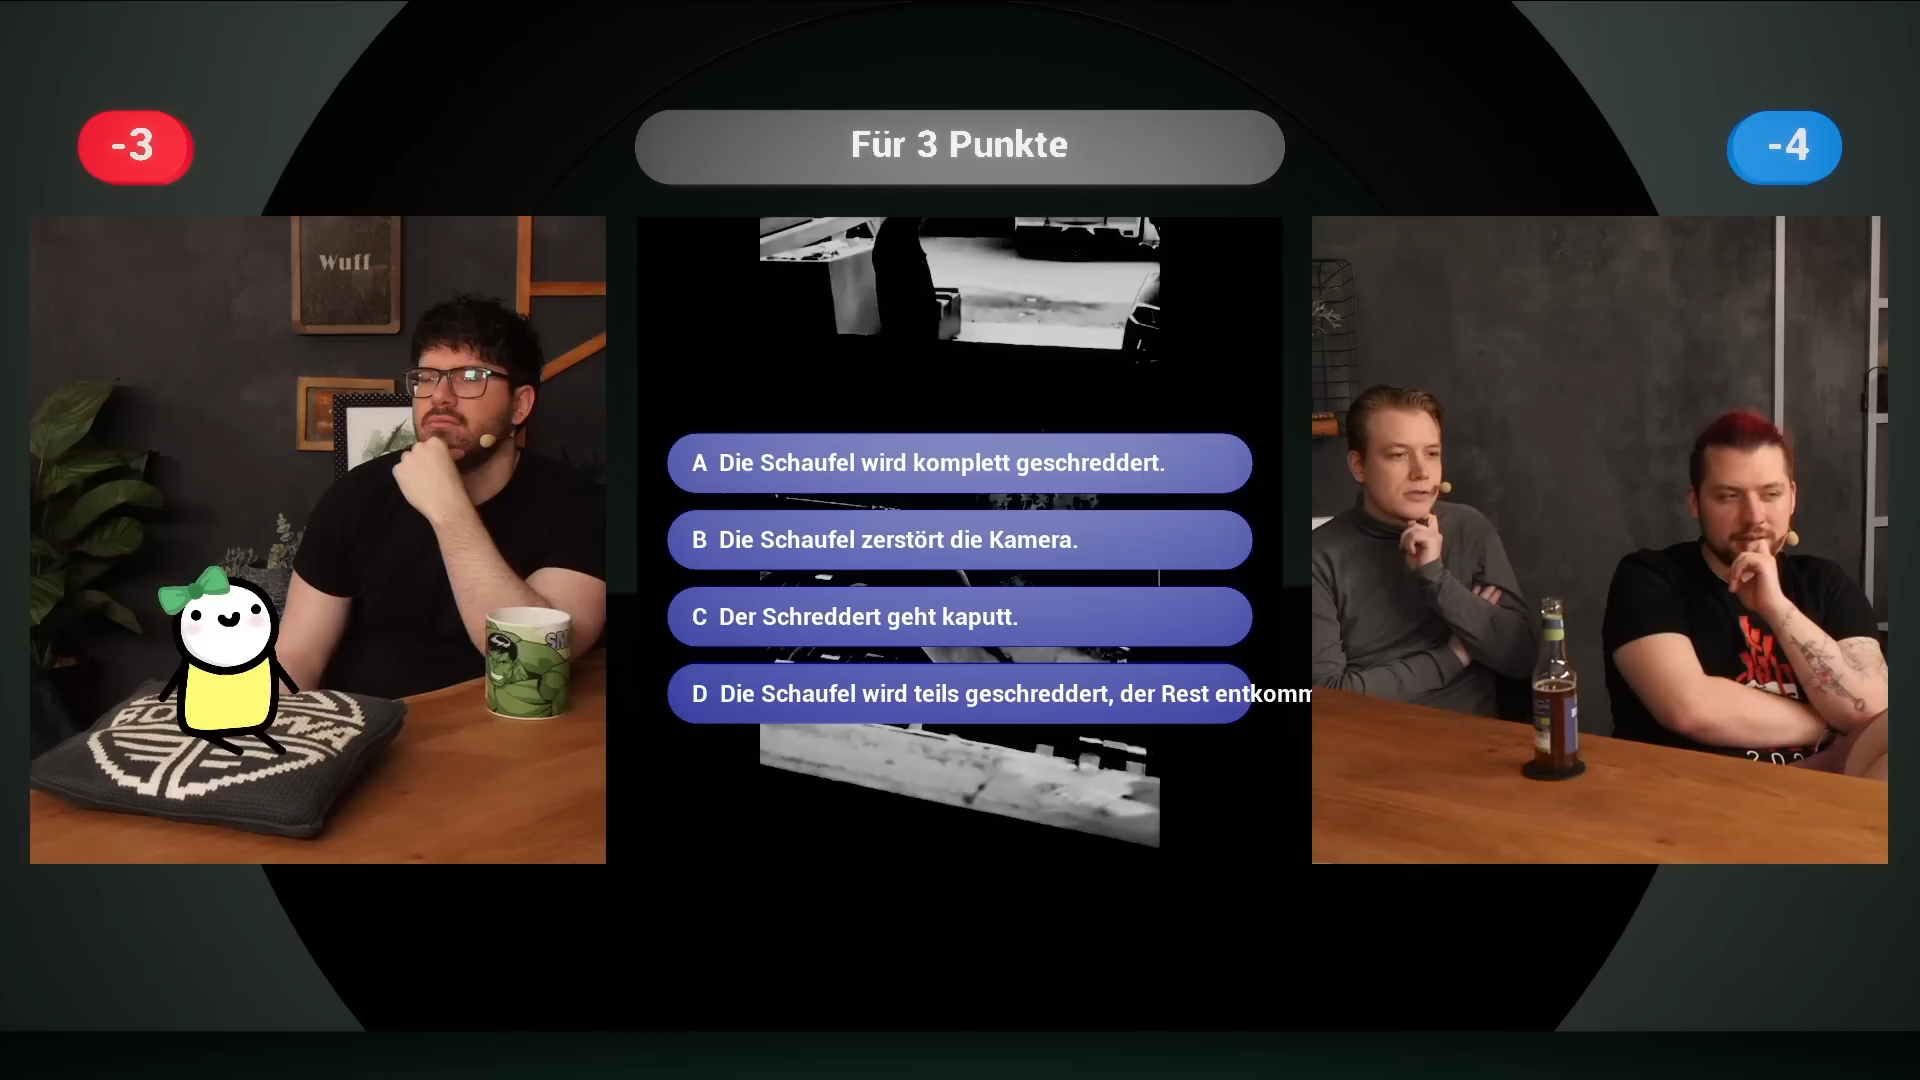 -3
Für 3 Punkte
-4
Wuff
A Die Schaufel wird komplett geschreddert.
B Die Schaufel zerstört die Kamera.
C Der Schreddert geht kaputt.
D Die Schaufel wird teils geschreddert, der Rest entkomm